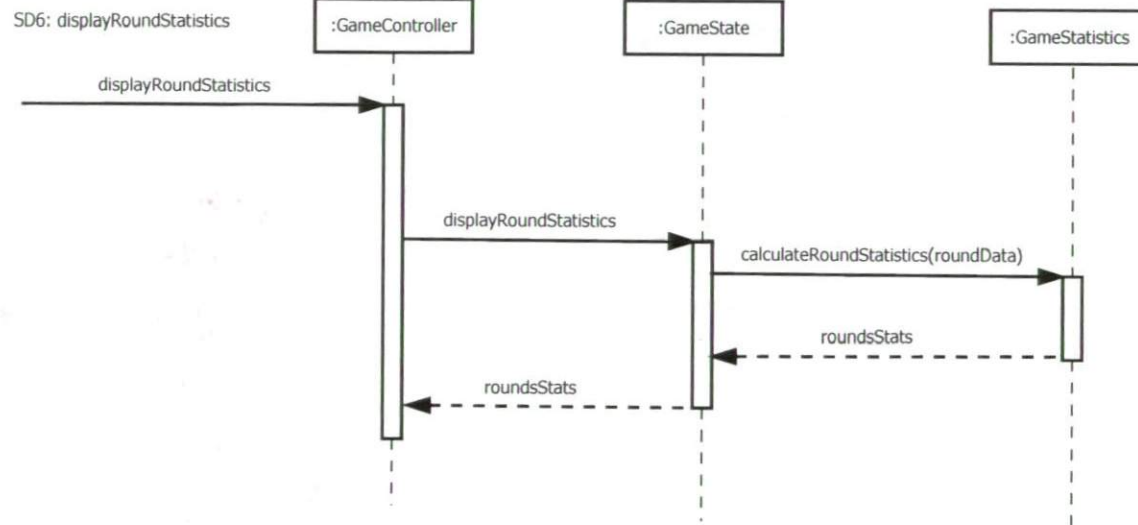 SD6: displayRoundStatistics
:GameController
:GameState
:GameStatistics
displayRoundStatistics
displayRoundStatistics
calculateRoundStatistics(roundData)
roundsStats
roundsStats